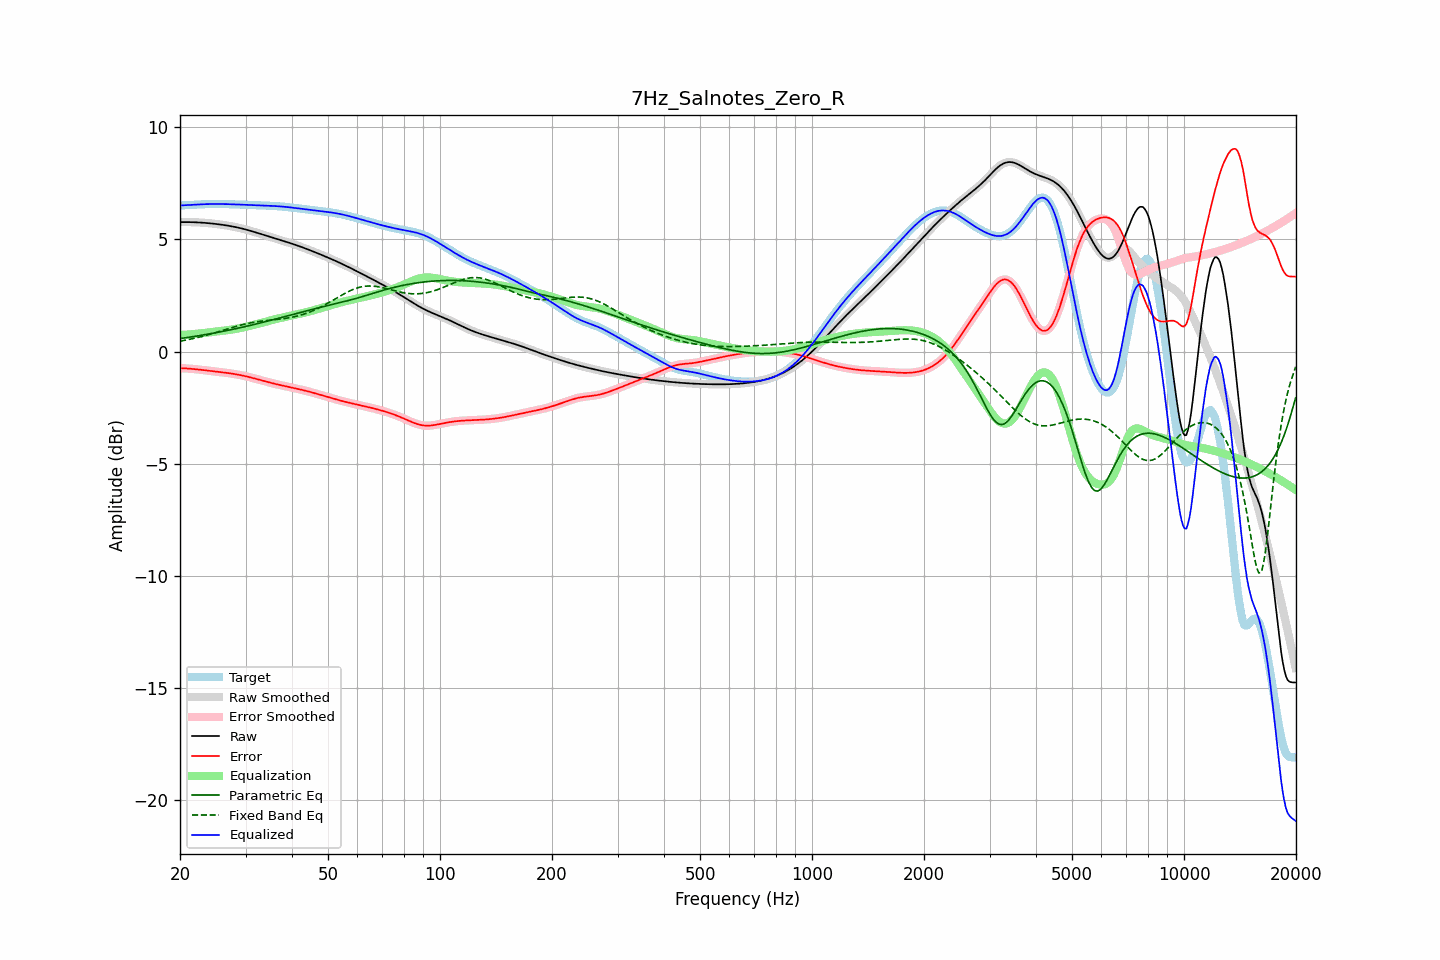 7Hz_Salnotes_Zero_R
10
5
0
−5
−10
−15
−20
Amplitude (dBr)
Target
Raw Smoothed
Error Smoothed
Raw
Error
Equalization
Parametric Eq
Fixed Band Eq
Equalized
20 50 100 200 500 1000 2000 5000 10000 20000
Frequency (Hz)